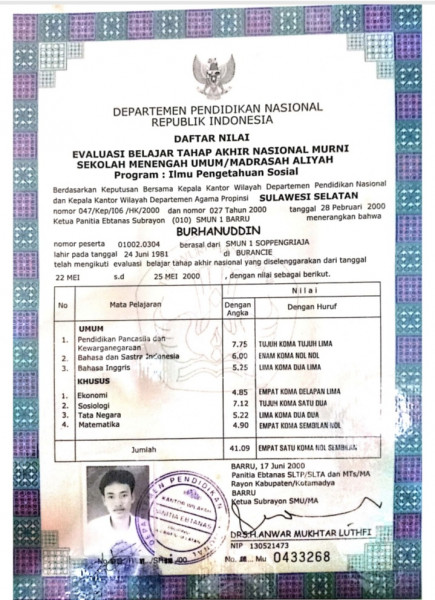 DEPARTEMEN PENDIDIKAN NASIONAL
REPUBLIK INDONESIA
DAFTAR NILAI
EVALUASI BELAJAR TAHAP AKHIR NASIONAL MURNI
SEKOLAH MENENGAH UMUM/MADRASAH ALIYAH
Program : Ilmu Pengetahuan Sosial
Berdasarkan Keputusan Bersama Kepala Kantor Wilayah Departemen Pendidikan Nasional
dan Kepala Kantor Wilayah Departemen Agama Propinsi SULAWESI SELATAN
nomor 047/Kep/I06/HK/2000 dan nomor 027 Tahun 2000 tanggal 28 Pebruari 2000
Ketua Panitia Ebtanas Subrayon (010) SMUN 1 BARRU menerangkan bahwa
BURHANUDDIN
nomor peserta 01002.0304 berasal dari SMUN 1 SOPPENGRIAJA
lahir pada tanggal 24 Juni 1981 di BURANCIE
telah mengikuti evaluasi belajar tahap akhir nasional yang diselenggarakan dari tanggal
22 MEI s.d 25 MEI 2000 , dengan nilai sebagai berikut.
No Mata Pelajaran Nilai
Dengan Angka Dengan Huruf
UMUM
1. Pendidikan Pancasila dan Kewarganegaraan 7.75 TUJUH KOMA TUJUH LIMA
2. Bahasa dan Sastra Indonesia 6.00 ENAM KOMA NOL NOL
3. Bahasa Inggris 5.25 LIMA KOMA DUA LIMA
KHUSUS
1. Ekonomi 4.85 EMPAT KOMA DELAPAN LIMA
2. Sosiologi 7.12 TUJUH KOMA SATU DUA
3. Tata Negara 5.22 LIMA KOMA DUA DUA
4. Matematika 4.90 EMPAT KOMA SEMBILAN NOL
Jumlah 41.09 EMPAT SATU KOMA NOL SEMBILAN
BARRU, 17 Juni 2000
Panitia Ebtanas SLTP/SLTA dan MTs/MA
Rayon Kabupaten/Kotamadya
BARRU
Ketua Subrayon SMU/MA
PANITIA EBTANAS
DRS.H.ANWAR MUKHTAR LUTHFI
NIP 130521473
No. Mu 0433268